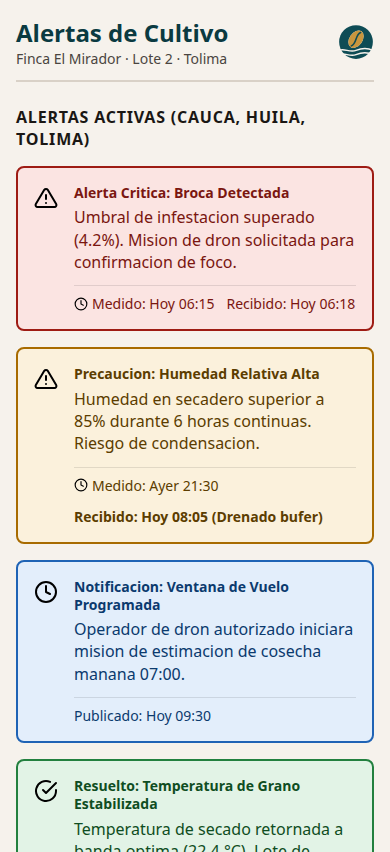 Alertas de Cultivo
Finca El Mirador · Lote 2 · Tolima
ALERTAS ACTIVAS (CAUCA, HUILA,
TOLIMA)
Alerta Critica: Broca Detectada
Umbral de infestacion superado
(4.2%). Mision de dron solicitada para
confirmacion de foco.
Medido: Hoy 06:15 Recibido: Hoy 06:18
Precaucion: Humedad Relativa Alta
Humedad en secadero superior a
85% durante 6 horas continuas.
Riesgo de condensacion.
Medido: Ayer 21:30
Recibido: Hoy 08:05 (Drenado bufer)
Notificacion: Ventana de Vuelo
Programada
Operador de dron autorizado iniciara
mision de estimacion de cosecha
manana 07:00.
Publicado: Hoy 09:30
Resuelto: Temperatura de Grano
Estabilizada
Temperatura de secado retornada a
banda optima (22.4 °C). Lote de